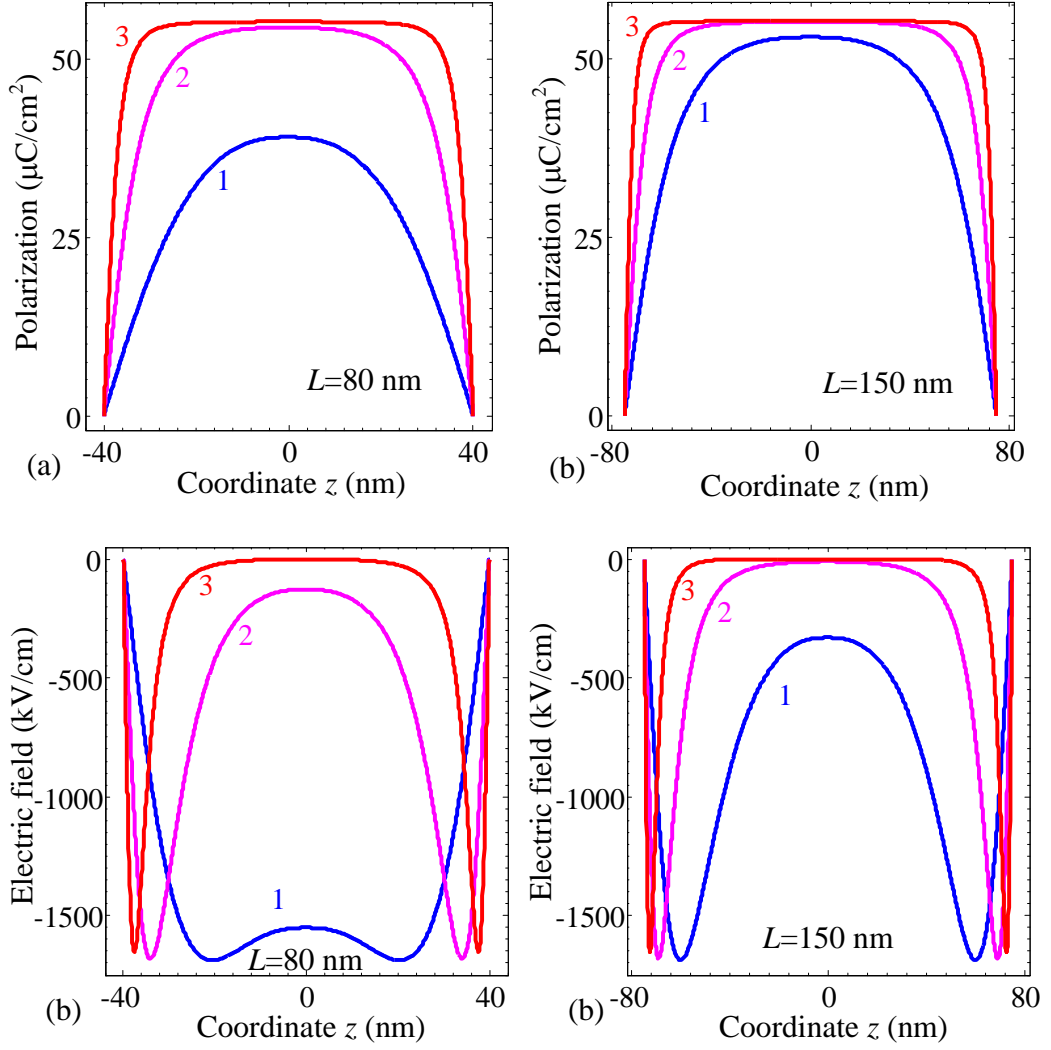 Polarization (µC/cm²)
50
25
0
3
2
1
L=80 nm
-40
0
40
(a)
Coordinate z (nm)
Polarization (µC/cm²)
50
25
0
3
2
1
L=150 nm
-80
0
80
(b)
Coordinate z (nm)
Electric field (kV/cm)
0
-500
-1000
-1500
3
2
1
L=80 nm
-40
0
40
(b)
Coordinate z (nm)
Electric field (kV/cm)
0
-500
-1000
-1500
3
2
1
L=150 nm
-80
0
80
(b)
Coordinate z (nm)